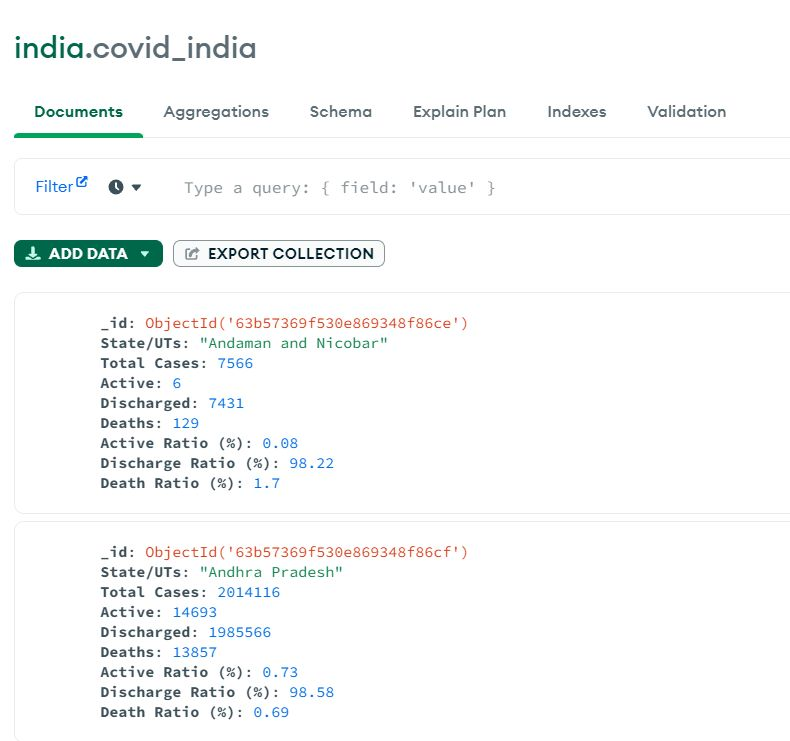 india.covid_india
Documents Aggregations Schema Explain Plan Indexes Validation
Filter Type a query: { field: 'value' }
ADD DATA EXPORT COLLECTION
_id: ObjectId('63b57369f530e869348f86ce')
State/UTs: "Andaman and Nicobar"
Total Cases: 7566
Active: 6
Discharged: 7431
Deaths: 129
Active Ratio (%): 0.08
Discharge Ratio (%): 98.22
Death Ratio (%): 1.7
_id: ObjectId('63b57369f530e869348f86cf')
State/UTs: "Andhra Pradesh"
Total Cases: 2014116
Active: 14693
Discharged: 1985566
Deaths: 13857
Active Ratio (%): 0.73
Discharge Ratio (%): 98.58
Death Ratio (%): 0.69